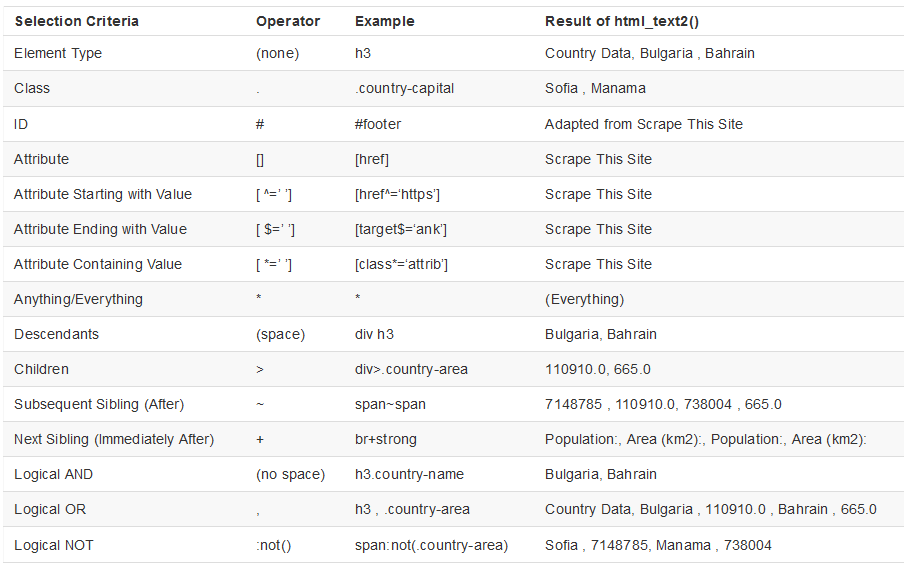 Selection Criteria Operator Example Result of html_text2()
Element Type (none) h3 Country Data, Bulgaria , Bahrain
Class . .country-capital Sofia , Manama
ID # #footer Adapted from Scrape This Site
Attribute [] [href] Scrape This Site
Attribute Starting with Value [ ^=’ ’] [href^=‘https’] Scrape This Site
Attribute Ending with Value [ $=’ ’] [target$=‘ank’] Scrape This Site
Attribute Containing Value [ *=’ ’] [class*=‘attrib’] Scrape This Site
Anything/Everything * * (Everything)
Descendants (space) div h3 Bulgaria, Bahrain
Children > div>.country-area 110910.0, 665.0
Subsequent Sibling (After) ~ span~span 7148785 , 110910.0, 738004 , 665.0
Next Sibling (Immediately After) + br+strong Population:, Area (km2):, Population:, Area (km2):
Logical AND (no space) h3.country-name Bulgaria, Bahrain
Logical OR , h3 , .country-area Country Data, Bulgaria , 110910.0 , Bahrain , 665.0
Logical NOT :not() span:not(.country-area) Sofia , 7148785, Manama , 738004